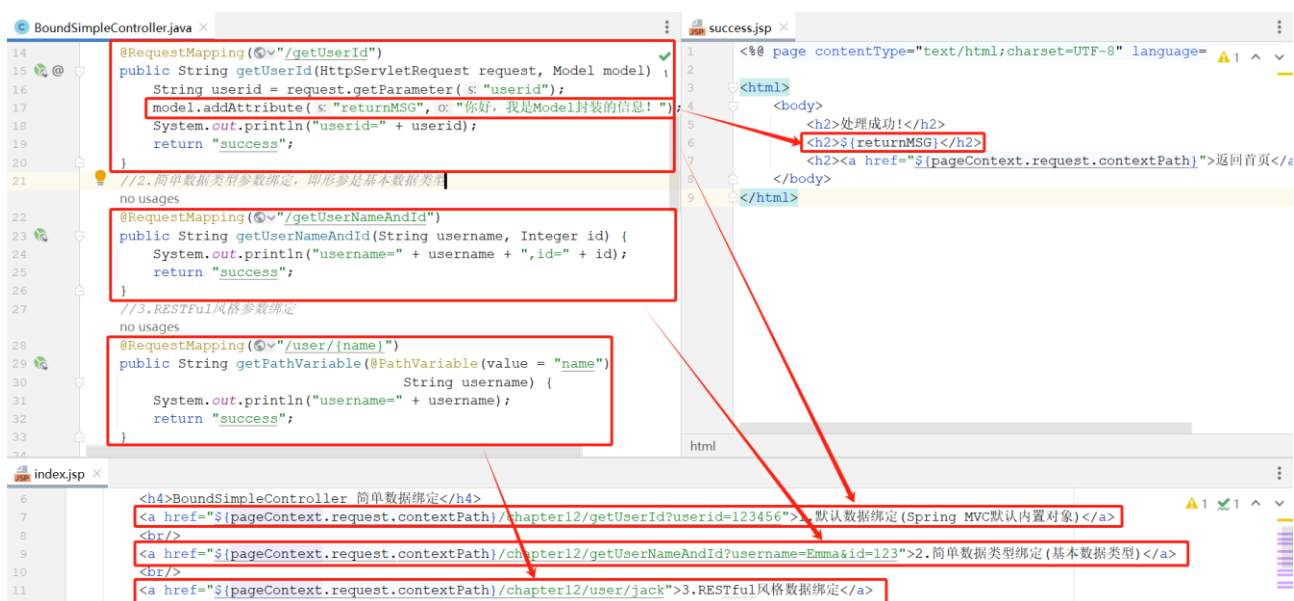 BoundSimpleController.java
14 @RequestMapping("/getUserId")
15 public String getUserId(HttpServletRequest request, Model model)
16 String userid = request.getParameter( s: "userid");
17 model.addAttribute( s: "returnMSG", o: "你好，我是Model封装的信息！");
18 System.out.println("userid=" + userid);
19 return "success";
20 }
21 //2.简单数据类型参数绑定，即形参是基本数据类型
no usages
22 @RequestMapping("/getUserNameAndId")
23 public String getUserNameAndId(String username, Integer id) {
24 System.out.println("username=" + username + ",id=" + id);
25 return "success";
26 }
27 //3.RESTFul风格参数绑定
no usages
28 @RequestMapping("/user/{name}")
29 public String getPathVariable(@PathVariable(value = "name")
30 String username) {
31 System.out.println("username=" + username);
32 return "success";
33 }
34
success.jsp
1 <%@ page contentType="text/html;charset=UTF-8" language= 1
2
3 <html>
4 <body>
5 <h2>处理成功!</h2>
6 <h2>${returnMSG}</h2>
7 <h2><a href="${pageContext.request.contextPath}">返回首页</a
8 </body>
9 </html>
html
index.jsp
6 <h4>BoundSimpleController 简单数据绑定</h4> 1 1
7 <a href="${pageContext.request.contextPath}/chapter12/getUserId?userid=123456">1.默认数据绑定(Spring MVC默认内置对象)</a>
8 <br/>
9 <a href="${pageContext.request.contextPath}/chapter12/getUserNameAndId?username=Emma&id=123">2.简单数据类型绑定(基本数据类型)</a>
10 <br/>
11 <a href="${pageContext.request.contextPath}/chapter12/user/jack">3.RESTful风格数据绑定</a>